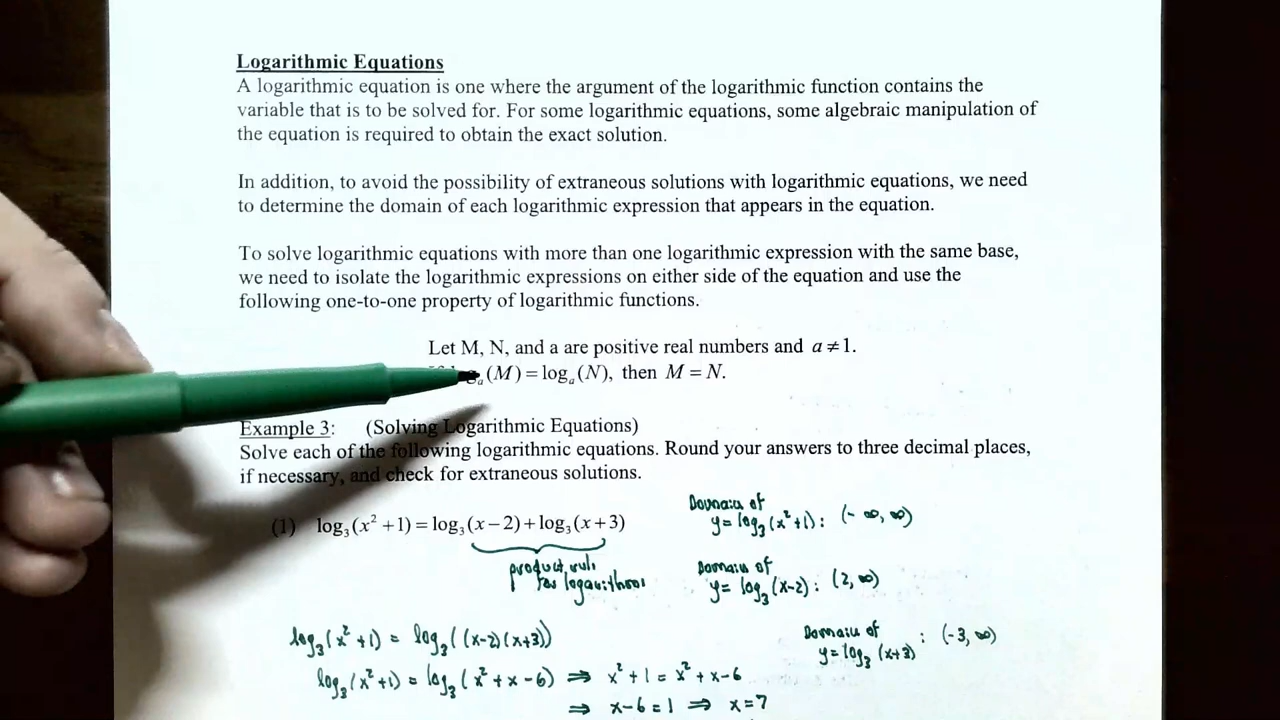 Logarithmic Equations
A logarithmic equation is one where the argument of the logarithmic function contains the
variable that is to be solved for. For some logarithmic equations, some algebraic manipulation of
the equation is required to obtain the exact solution.
In addition, to avoid the possibility of extraneous solutions with logarithmic equations, we need
to determine the domain of each logarithmic expression that appears in the equation.
To solve logarithmic equations with more than one logarithmic expression with the same base,
we need to isolate the logarithmic expressions on either side of the equation and use the
following one-to-one property of logarithmic functions.
Let M, N, and a are positive real numbers and a ≠ 1.
(M) = logₐ(N), then M = N.
Example 3: (Solving Logarithmic Equations)
Solve each of the following logarithmic equations. Round your answers to three decimal places,
if necessary, and check for extraneous solutions.
(1) log₃(x² + 1) = log₃(x − 2) + log₃(x + 3)
Domain of
y = log₃(x² + 1) : (-∞, ∞)
product rule
for logarithms
Domain of
y = log₃(x-2) : (2, ∞)
log₃(x² + 1) = log₃((x-2)(x+3))
Domain of
y = log₃(x+3) : (-3, ∞)
log₃(x² + 1) = log₃(x² + x - 6) ⇒ x² + 1 = x² + x - 6
⇒ x - 6 = 1 ⇒ x = 7